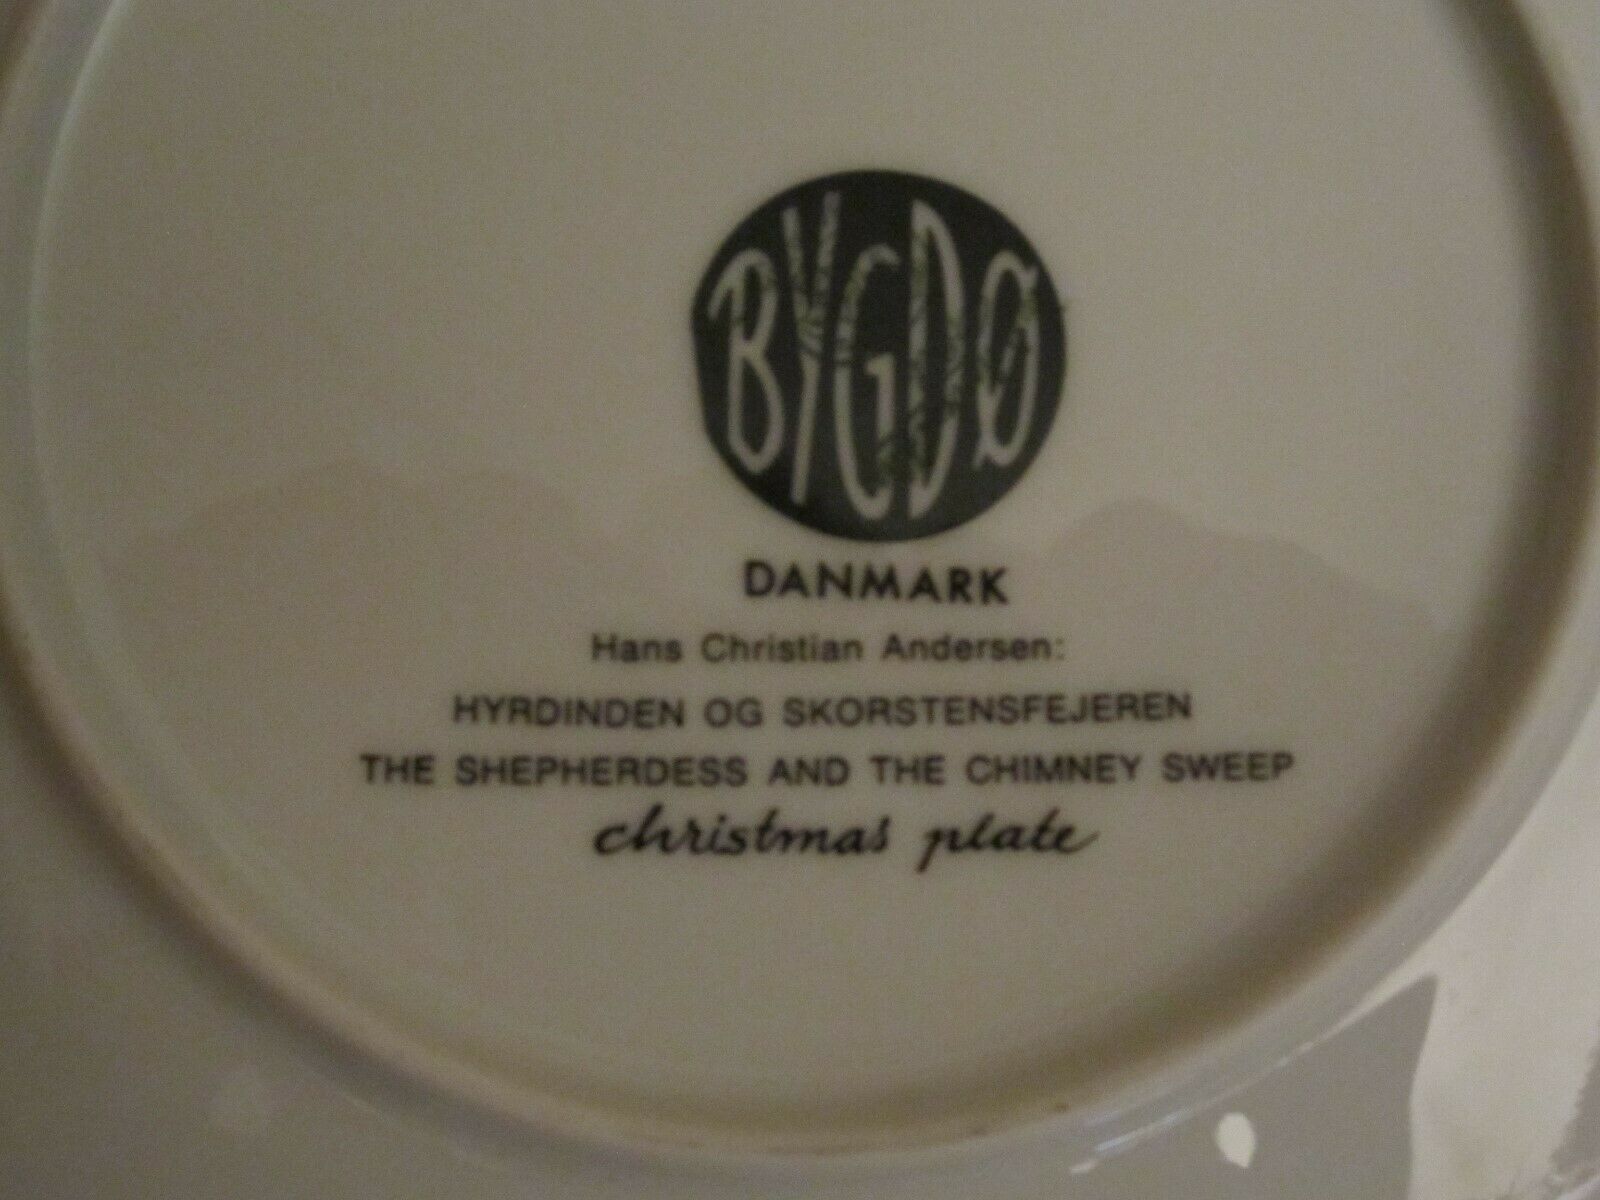 BYGDØ
DANMARK
Hans Christian Andersen:
HYRDINDEN OG SKORSTENSFEJEREN
THE SHEPHERDESS AND THE CHIMNEY SWEEP
christmas plate